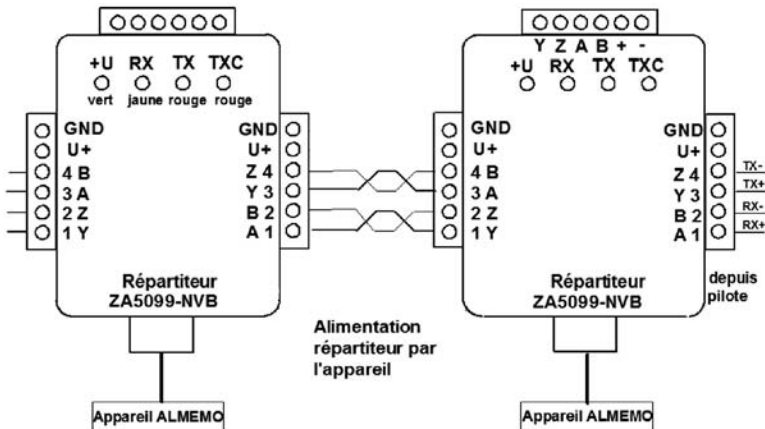 Y Z A B + -
+U RX TX TXC
vert jaune rouge rouge
GND
U+
4 B
3 A
2 Z
1 Y
GND
U+
Z 4
Y 3
B 2
A 1
Répartiteur
ZA5099-NVB
Appareil ALMEMO
Alimentation
répartiteur par
l'appareil
+U RX TX TXC
GND
U+
4 B
3 A
2 Z
1 Y
GND
U+
Z 4
Y 3
B 2
A 1
TX-
TX+
RX-
RX+
depuis
pilote
Répartiteur
ZA5099-NVB
Appareil ALMEMO